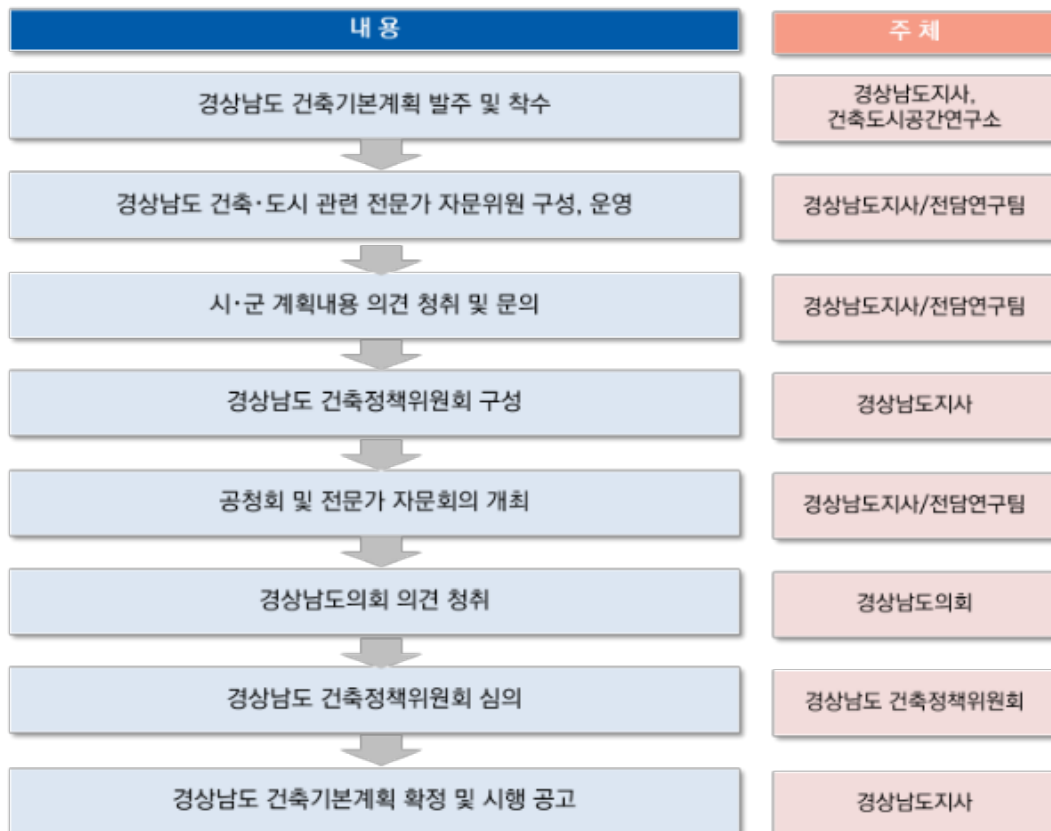 내 용
주 체
경상남도 건축기본계획 발주 및 착수
경상남도지사,
건축도시공간연구소
경상남도 건축·도시 관련 전문가 자문위원 구성, 운영
경상남도지사/전담연구팀
시·군 계획내용 의견 청취 및 문의
경상남도지사/전담연구팀
경상남도 건축정책위원회 구성
경상남도지사
공청회 및 전문가 자문회의 개최
경상남도지사/전담연구팀
경상남도의회 의견 청취
경상남도의회
경상남도 건축정책위원회 심의
경상남도 건축정책위원회
경상남도 건축기본계획 확정 및 시행 공고
경상남도지사